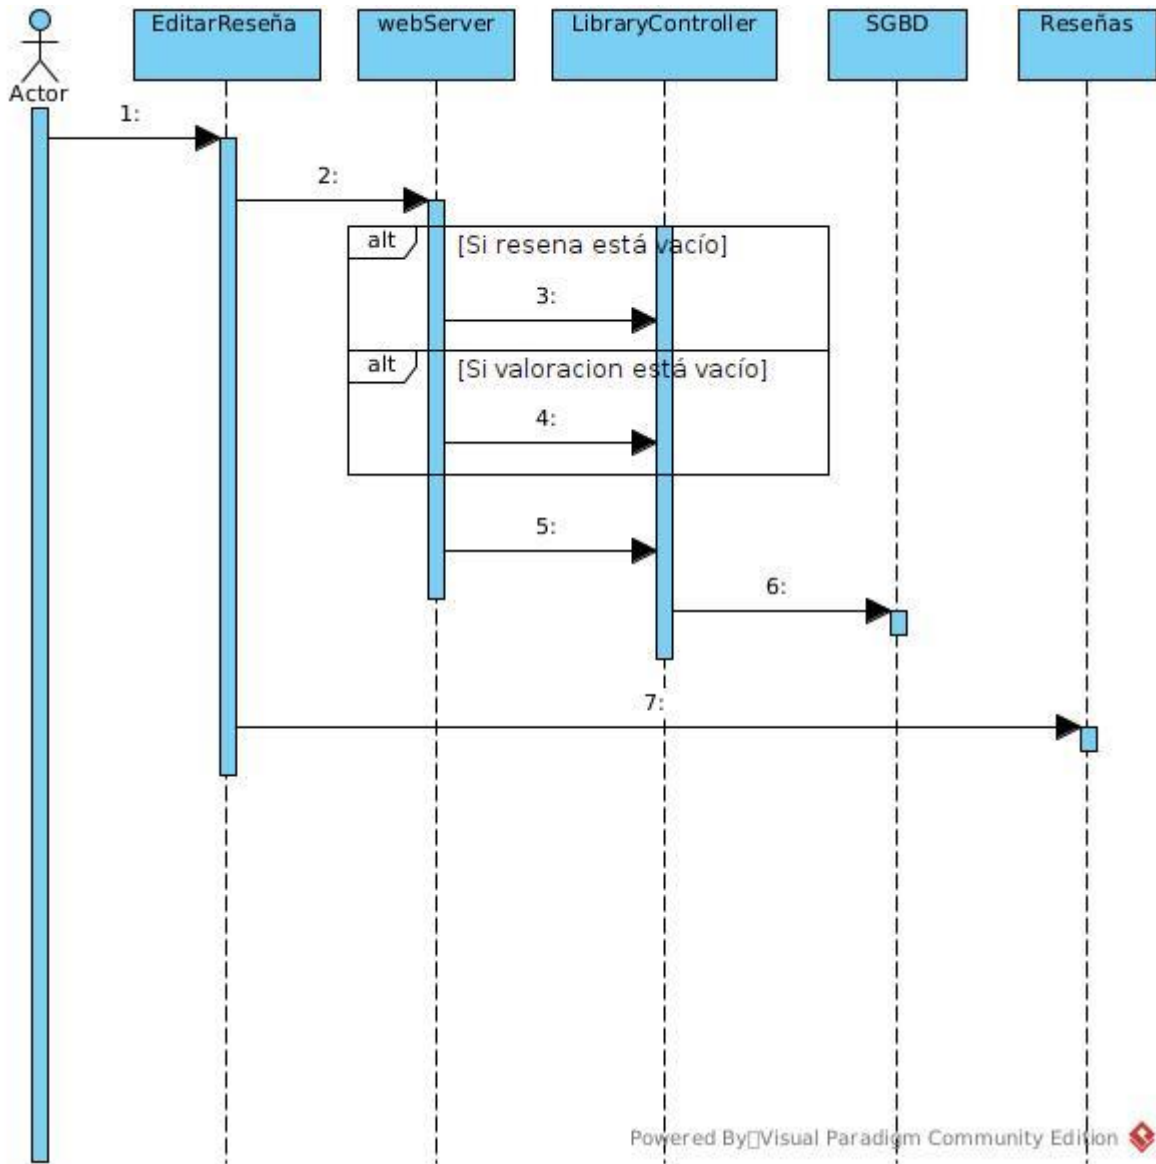 EditarReseña
webServer
LibraryController
SGBD
Reseñas
Actor
1:
2:
alt
[Si resena está vacío]
3:
alt
[Si valoracion está vacío]
4:
5:
6:
7:
Powered By Visual Paradigm Community Edition